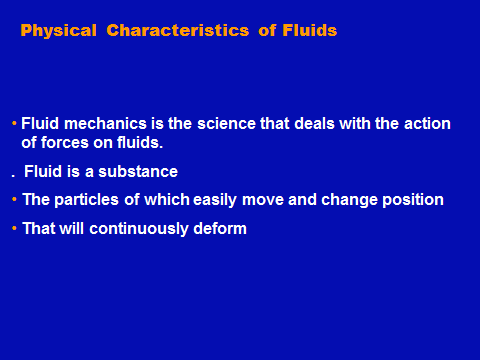 Physical Characteristics of Fluids
• Fluid mechanics is the science that deals with the action
of forces on fluids.
. Fluid is a substance
• The particles of which easily move and change position
• That will continuously deform